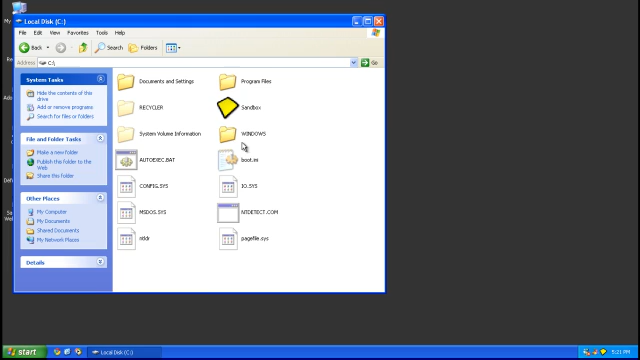 Local Disk (C:)
File Edit View Favorites Tools Help
Back Search Folders
Address C:\ Go
System Tasks
Hide the contents of this
drive
Add or remove programs
Search for files or folders
File and Folder Tasks
Make a new folder
Publish this folder to the
Web
Share this folder
Other Places
My Computer
My Documents
Shared Documents
My Network Places
Details
Documents and Settings
Program Files
RECYCLER
Sandbox
System Volume Information
WINDOWS
AUTOEXEC.BAT
boot.ini
CONFIG.SYS
IO.SYS
MSDOS.SYS
NTDETECT.COM
ntldr
pagefile.sys
My
start
Local Disk (C:)
5:21 PM